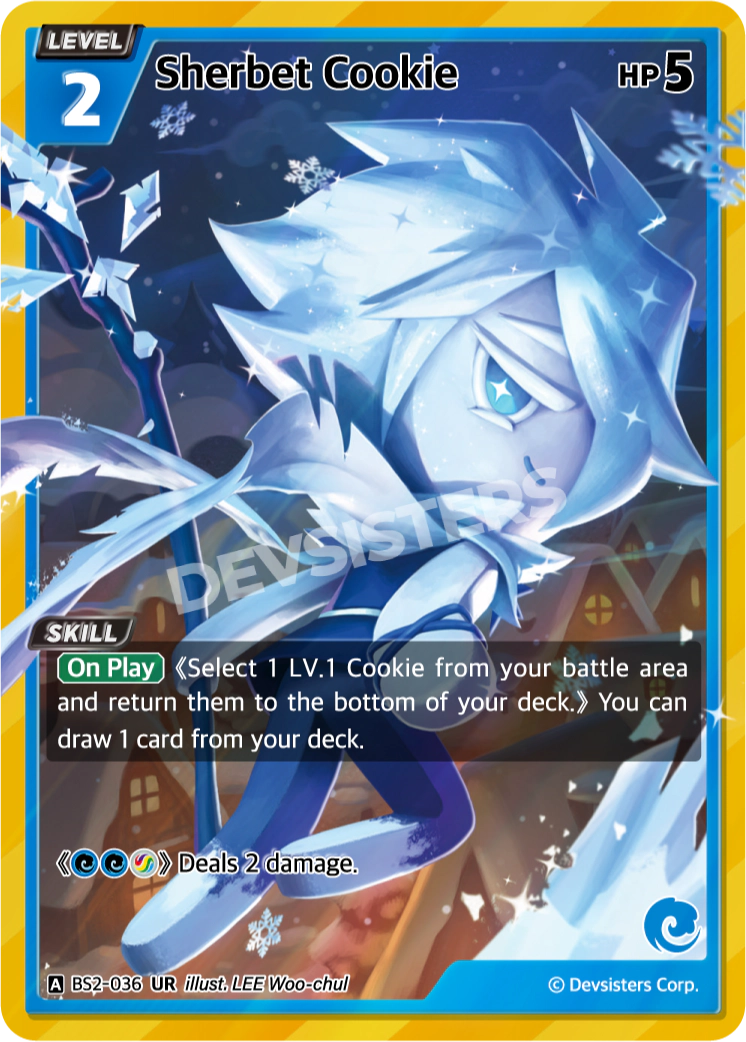 LEVEL
2
Sherbet Cookie
HP 5
DEVSISTERS
SKILL
On Play 《Select 1 LV.1 Cookie from your battle area
and return them to the bottom of your deck.》 You can
draw 1 card from your deck.
《 》 Deals 2 damage.
A BS2-036 UR illust. LEE Woo-chul
© Devsisters Corp.